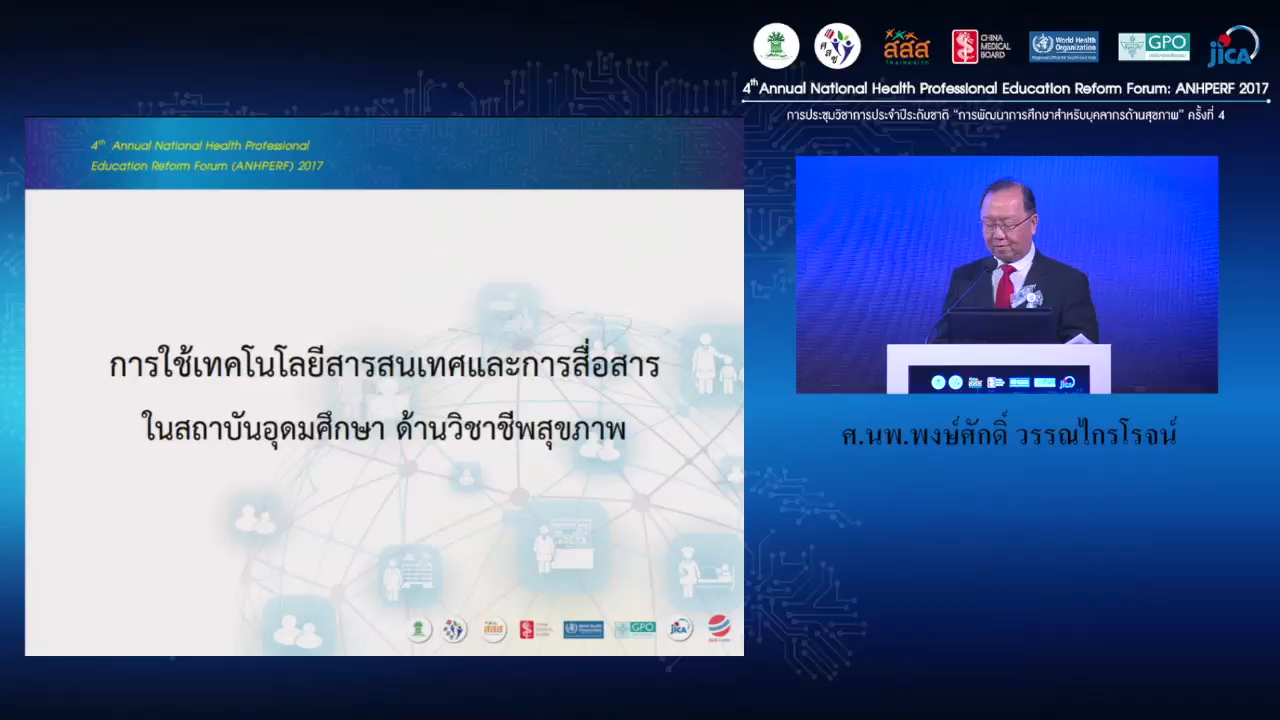 สสส
CHINA
MEDICAL
BOARD
World Health
Organization
GPO
JICA
4th Annual National Health Professional Education Reform Forum: ANHPERF 2017
การประชุมวิชาการประจำปีระดับชาติ "การพัฒนาการศึกษาสำหรับบุคลากรด้านสุขภาพ" ครั้งที่ 4
4th Annual National Health Professional
Education Reform Forum (ANHPERF) 2017
การใช้เทคโนโลยีสารสนเทศและการสื่อสาร
ในสถาบันอุดมศึกษา ด้านวิชาชีพสุขภาพ
ศ.นพ.พงษ์ศักดิ์ วรรณไกรโรจน์
สสส
GPO
JICA